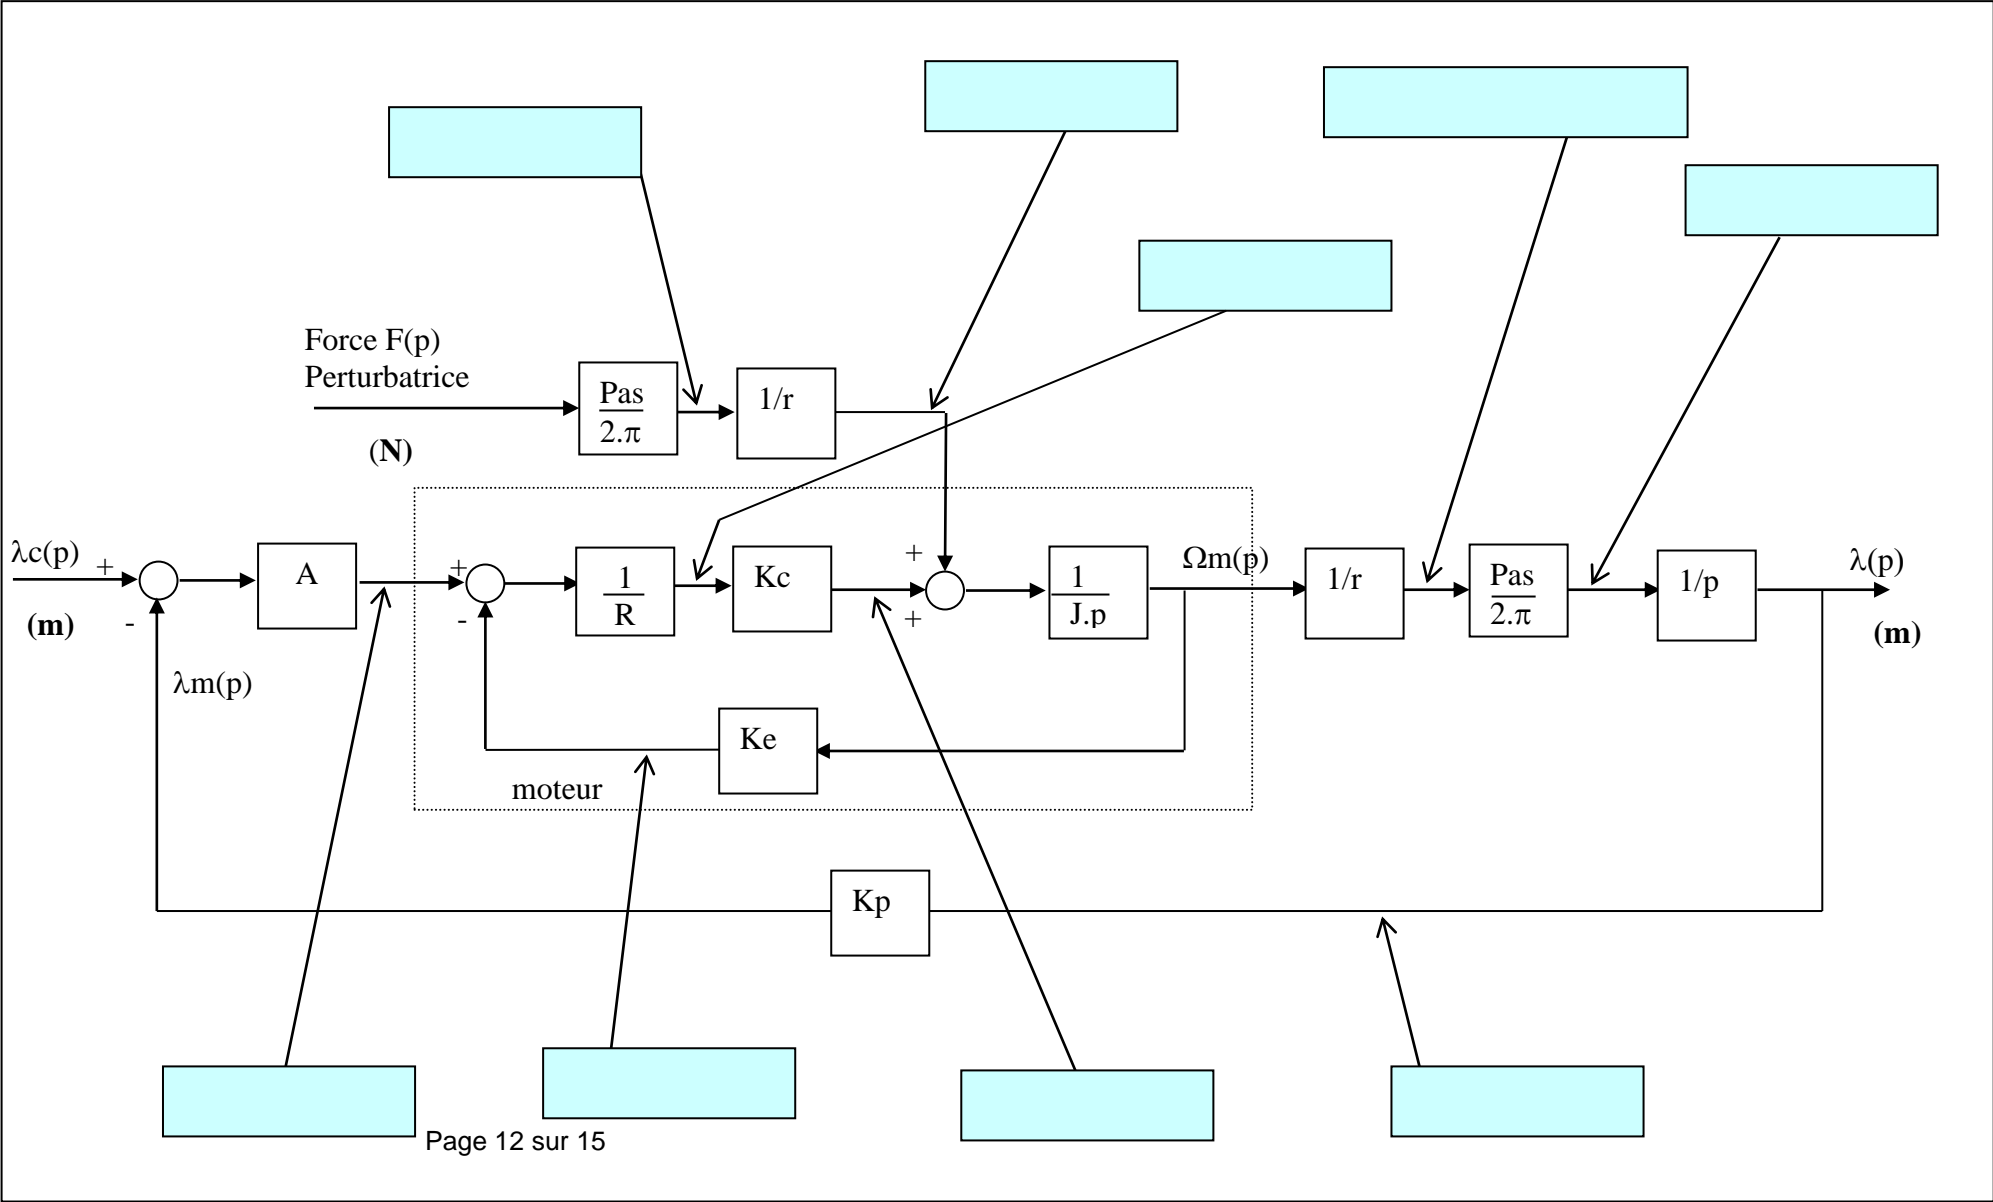 Force F(p)
Perturbatrice
(N)
Pas
2.π
1/r
λc(p)
+
(m)
-
λm(p)
A
+
-
1
R
Kc
+
+
1
J.p
Ωm(p)
1/r
Pas
2.π
1/p
λ(p)
(m)
Ke
moteur
Kp
Page 12 sur 15